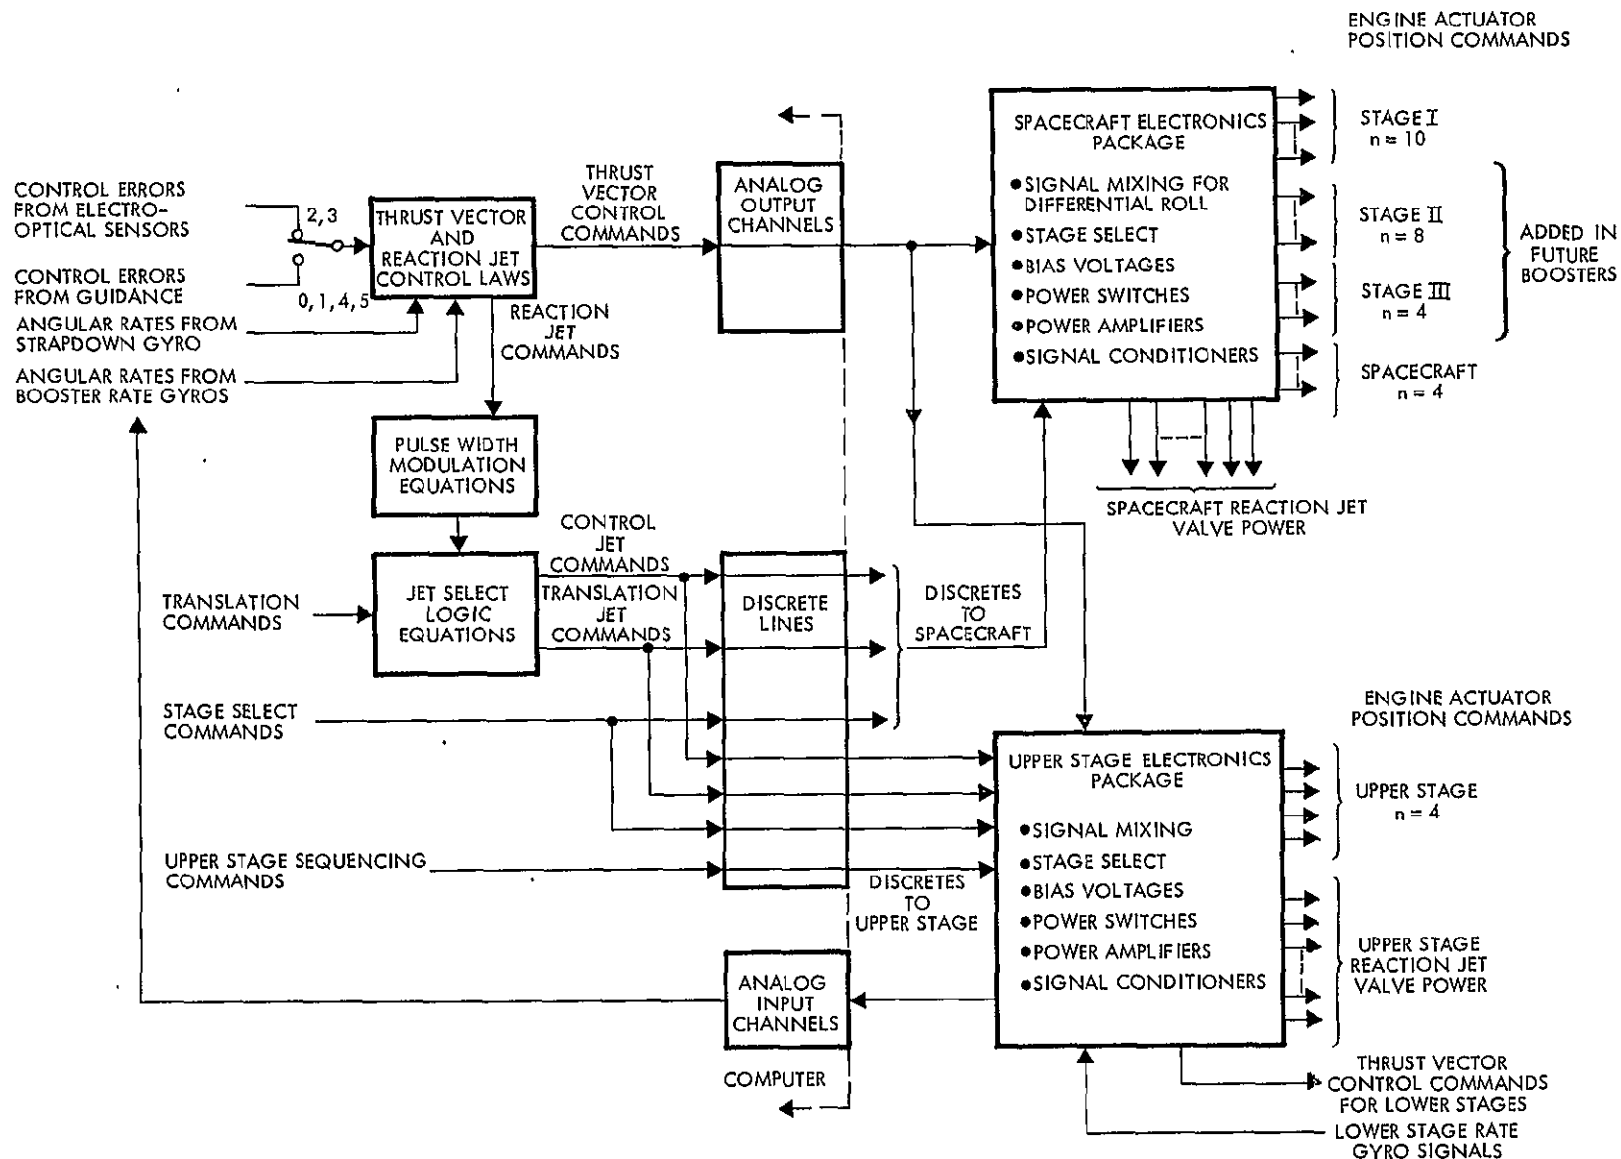 ENGINE ACTUATOR
POSITION COMMANDS
SPACECRAFT ELECTRONICS
PACKAGE
●SIGNAL MIXING FOR
DIFFERENTIAL ROLL
●STAGE SELECT
●BIAS VOLTAGES
●POWER SWITCHES
●POWER AMPLIFIERS
●SIGNAL CONDITIONERS
STAGE I
n = 10
STAGE II
n = 8
STAGE III
n = 4
SPACECRAFT
n = 4
ADDED IN
FUTURE
BOOSTERS
CONTROL ERRORS
FROM ELECTRO-
OPTICAL SENSORS
2, 3
CONTROL ERRORS
FROM GUIDANCE
0, 1, 4, 5
ANGULAR RATES FROM
STRAPDOWN GYRO
ANGULAR RATES FROM
BOOSTER RATE GYROS
THRUST VECTOR
AND
REACTION JET
CONTROL LAWS
THRUST
VECTOR
CONTROL
COMMANDS
ANALOG
OUTPUT
CHANNELS
REACTION
JET
COMMANDS
PULSE WIDTH
MODULATION
EQUATIONS
SPACECRAFT REACTION JET
VALVE POWER
TRANSLATION
COMMANDS
JET SELECT
LOGIC
EQUATIONS
CONTROL
JET
COMMANDS
TRANSLATION
JET
COMMANDS
DISCRETE
LINES
DISCRETES
TO
SPACECRAFT
STAGE SELECT
COMMANDS
UPPER STAGE SEQUENCING
COMMANDS
DISCRETES
TO
UPPER STAGE
ENGINE ACTUATOR
POSITION COMMANDS
UPPER STAGE ELECTRONICS
PACKAGE
●SIGNAL MIXING
●STAGE SELECT
●BIAS VOLTAGES
●POWER SWITCHES
●POWER AMPLIFIERS
●SIGNAL CONDITIONERS
UPPER STAGE
n = 4
UPPER STAGE
REACTION JET
VALVE POWER
ANALOG
INPUT
CHANNELS
COMPUTER
THRUST VECTOR
CONTROL COMMANDS
FOR LOWER STAGES
LOWER STAGE RATE
GYRO SIGNALS